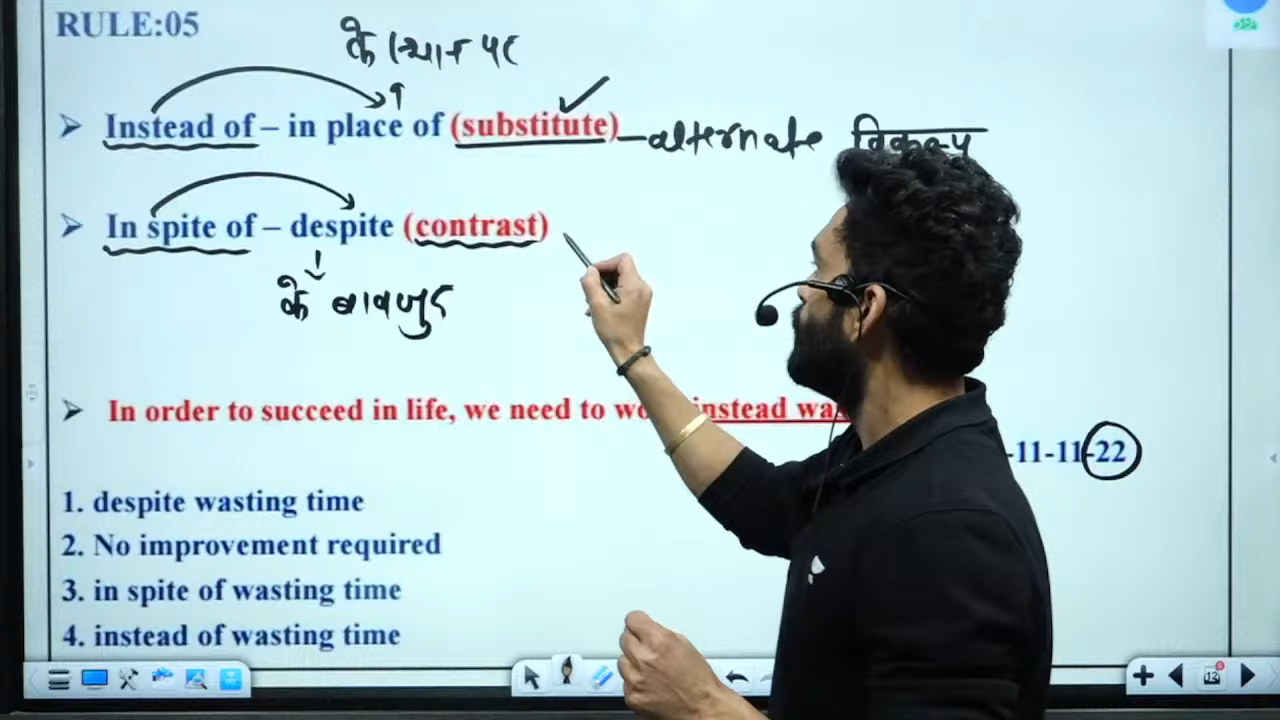 RULE:05
के स्थान पर
➢ Instead of – in place of (substitute) – alternate विकल्प
➢ In spite of – despite (contrast)
के बावजुद
➢ In order to succeed in life, we need to instead
-11-11-22
1. despite wasting time
2. No improvement required
3. in spite of wasting time
4. instead of wasting time